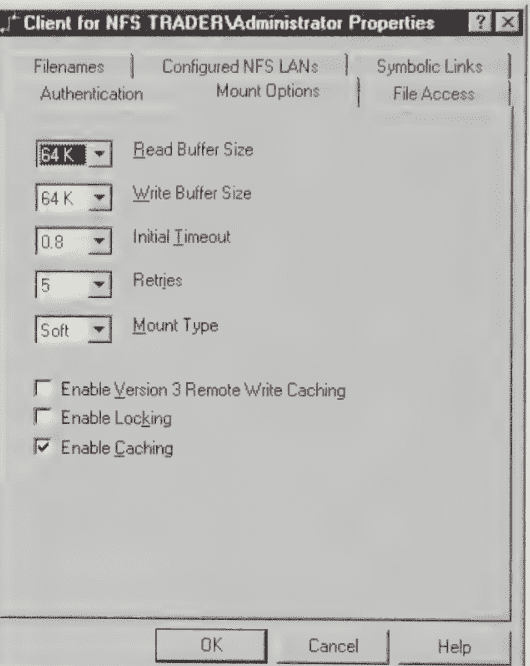 Client for NFS TRADER\Administrator Properties ? X
Filenames Configured NFS LANs Symbolic Links
Authentication Mount Options File Access
64 K Read Buffer Size
64 K Write Buffer Size
0.8 Initial Timeout
5 Retries
Soft Mount Type
Enable Version 3 Remote Write Caching
Enable Locking
Enable Caching
OK Cancel Help